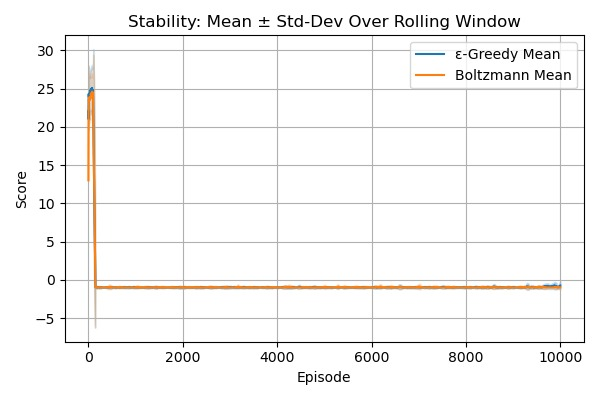 Stability: Mean ± Std-Dev Over Rolling Window
ε-Greedy Mean
Boltzmann Mean
Score
30
25
20
15
10
5
0
−5
0
2000
4000
6000
8000
10000
Episode